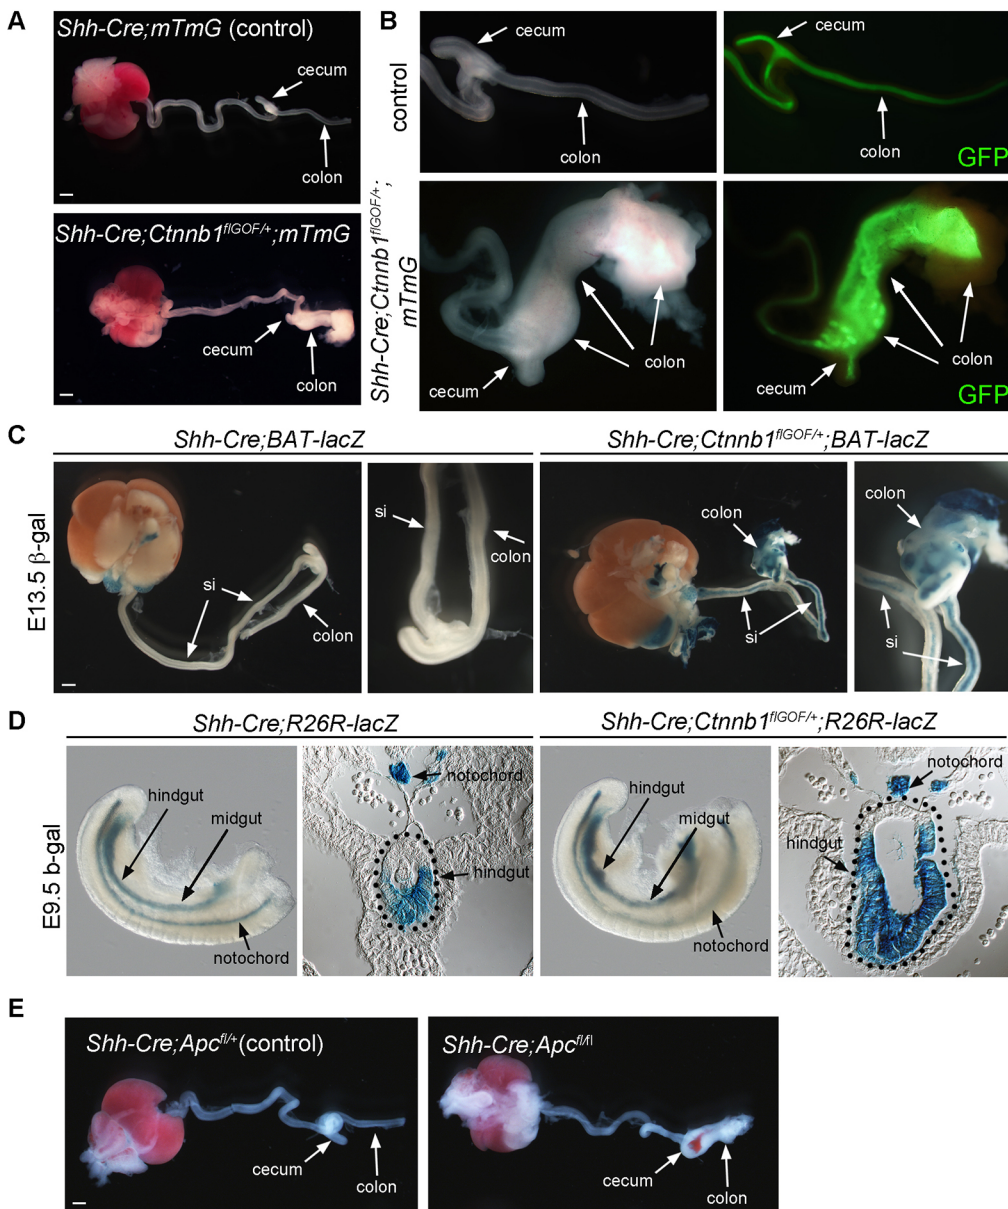 A
Shh-Cre;mTmG (control)
cecum
colon
Shh-Cre;Ctnnb1flGOF/+;mTmG
cecum
colon
B
control
cecum
colon
cecum
colon
GFP
Shh-Cre;Ctnnb1flGOF/+;
mTmG
cecum
colon
cecum
colon
GFP
C
Shh-Cre;BAT-lacZ
Shh-Cre;Ctnnb1flGOF/+;BAT-lacZ
E13.5 β-gal
si
colon
si
colon
colon
si
colon
si
D
Shh-Cre;R26R-lacZ
Shh-Cre;Ctnnb1flGOF/+;R26R-lacZ
E9.5 b-gal
hindgut
midgut
notochord
notochord
hindgut
hindgut
midgut
notochord
notochord
hindgut
E
Shh-Cre;Apcfl/+(control)
cecum
colon
Shh-Cre;Apcfl/fl
cecum
colon